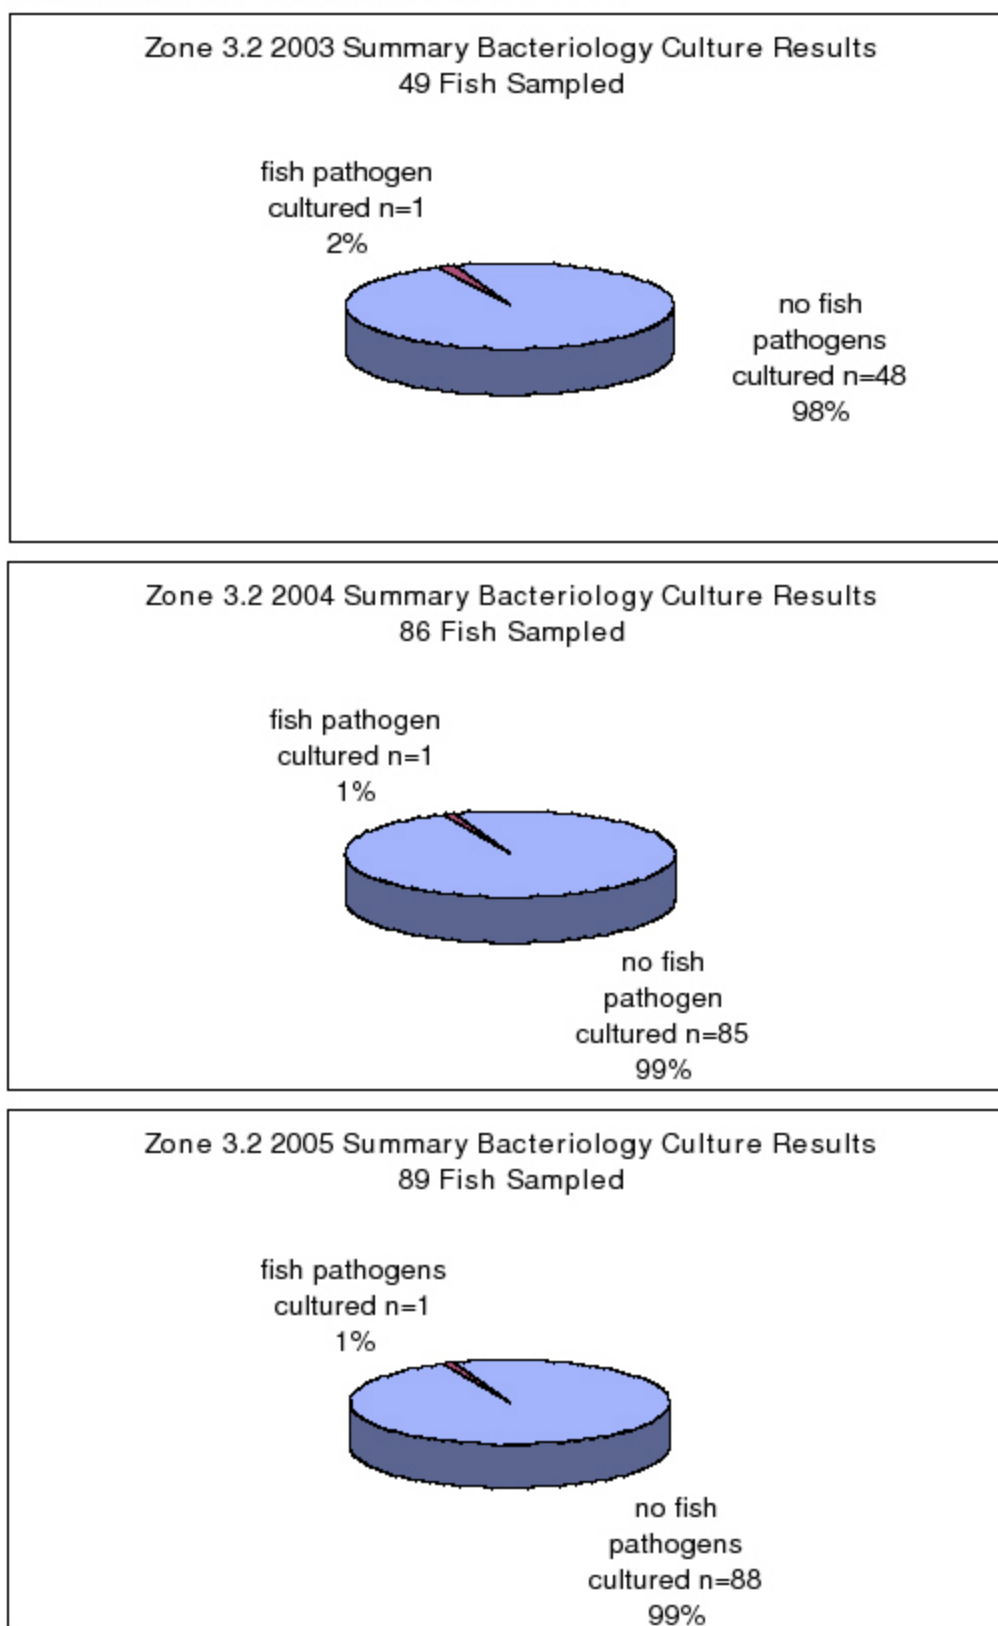 Zone 3.2 2003 Summary Bacteriology Culture Results
49 Fish Sampled
fish pathogen
cultured n=1
2%
no fish
pathogens
cultured n=48
98%
Zone 3.2 2004 Summary Bacteriology Culture Results
86 Fish Sampled
fish pathogen
cultured n=1
1%
no fish
pathogen
cultured n=85
99%
Zone 3.2 2005 Summary Bacteriology Culture Results
89 Fish Sampled
fish pathogens
cultured n=1
1%
no fish
pathogens
cultured n=88
99%